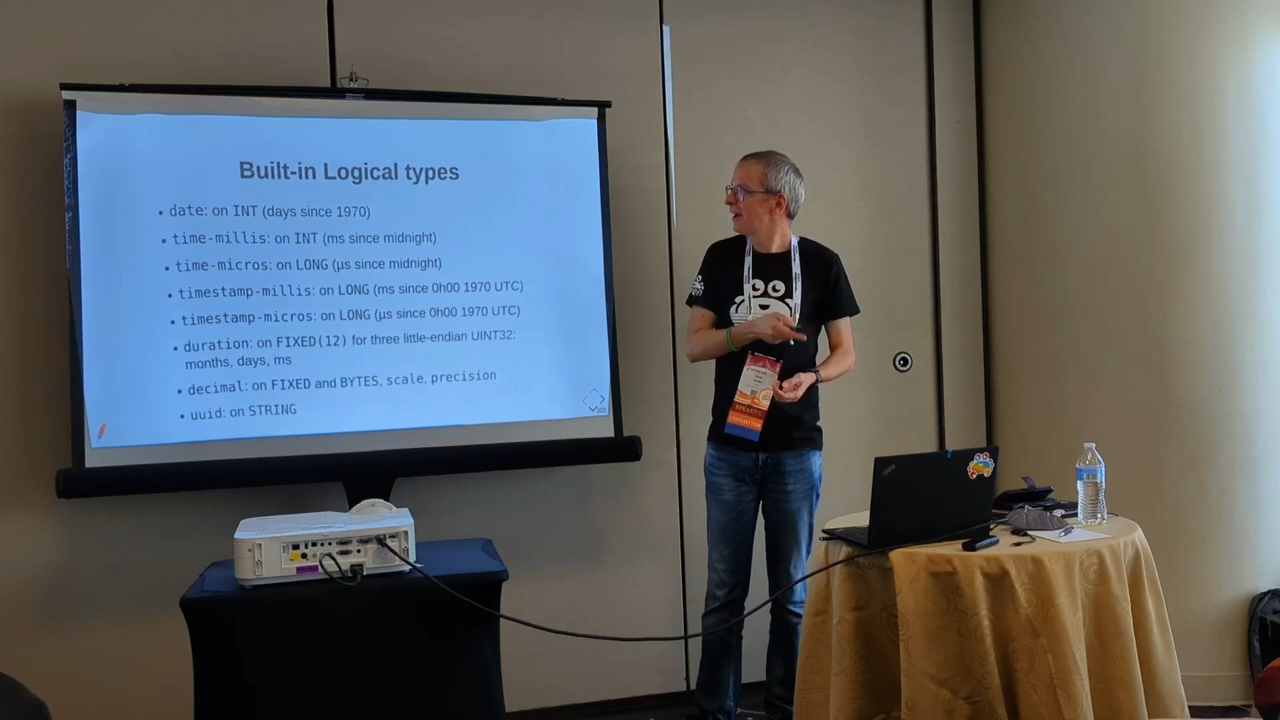 Built-in Logical types
• date: on INT (days since 1970)
• time-millis: on INT (ms since midnight)
• time-micros: on LONG (µs since midnight)
• timestamp-millis: on LONG (ms since 0h00 1970 UTC)
• timestamp-micros: on LONG (µs since 0h00 1970 UTC)
• duration: on FIXED(12) for three little-endian UINT32:
months, days, ms
• decimal: on FIXED and BYTES, scale, precision
• uuid: on STRING
SPEAKER
COMMITTER